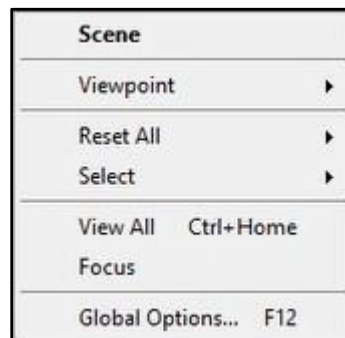 Scene
Viewpoint
Reset All
Select
View All Ctrl+Home
Focus
Global Options... F12